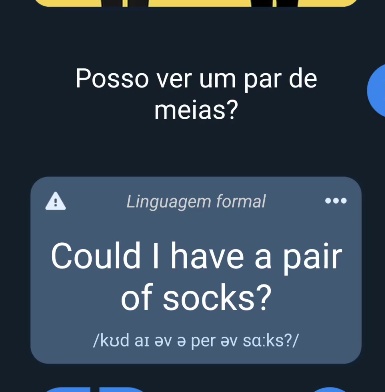 Posso ver um par de
meias?
Linguagem formal
Could I have a pair
of socks?
/kʊd aɪ əv ə per əv sɑːks?/